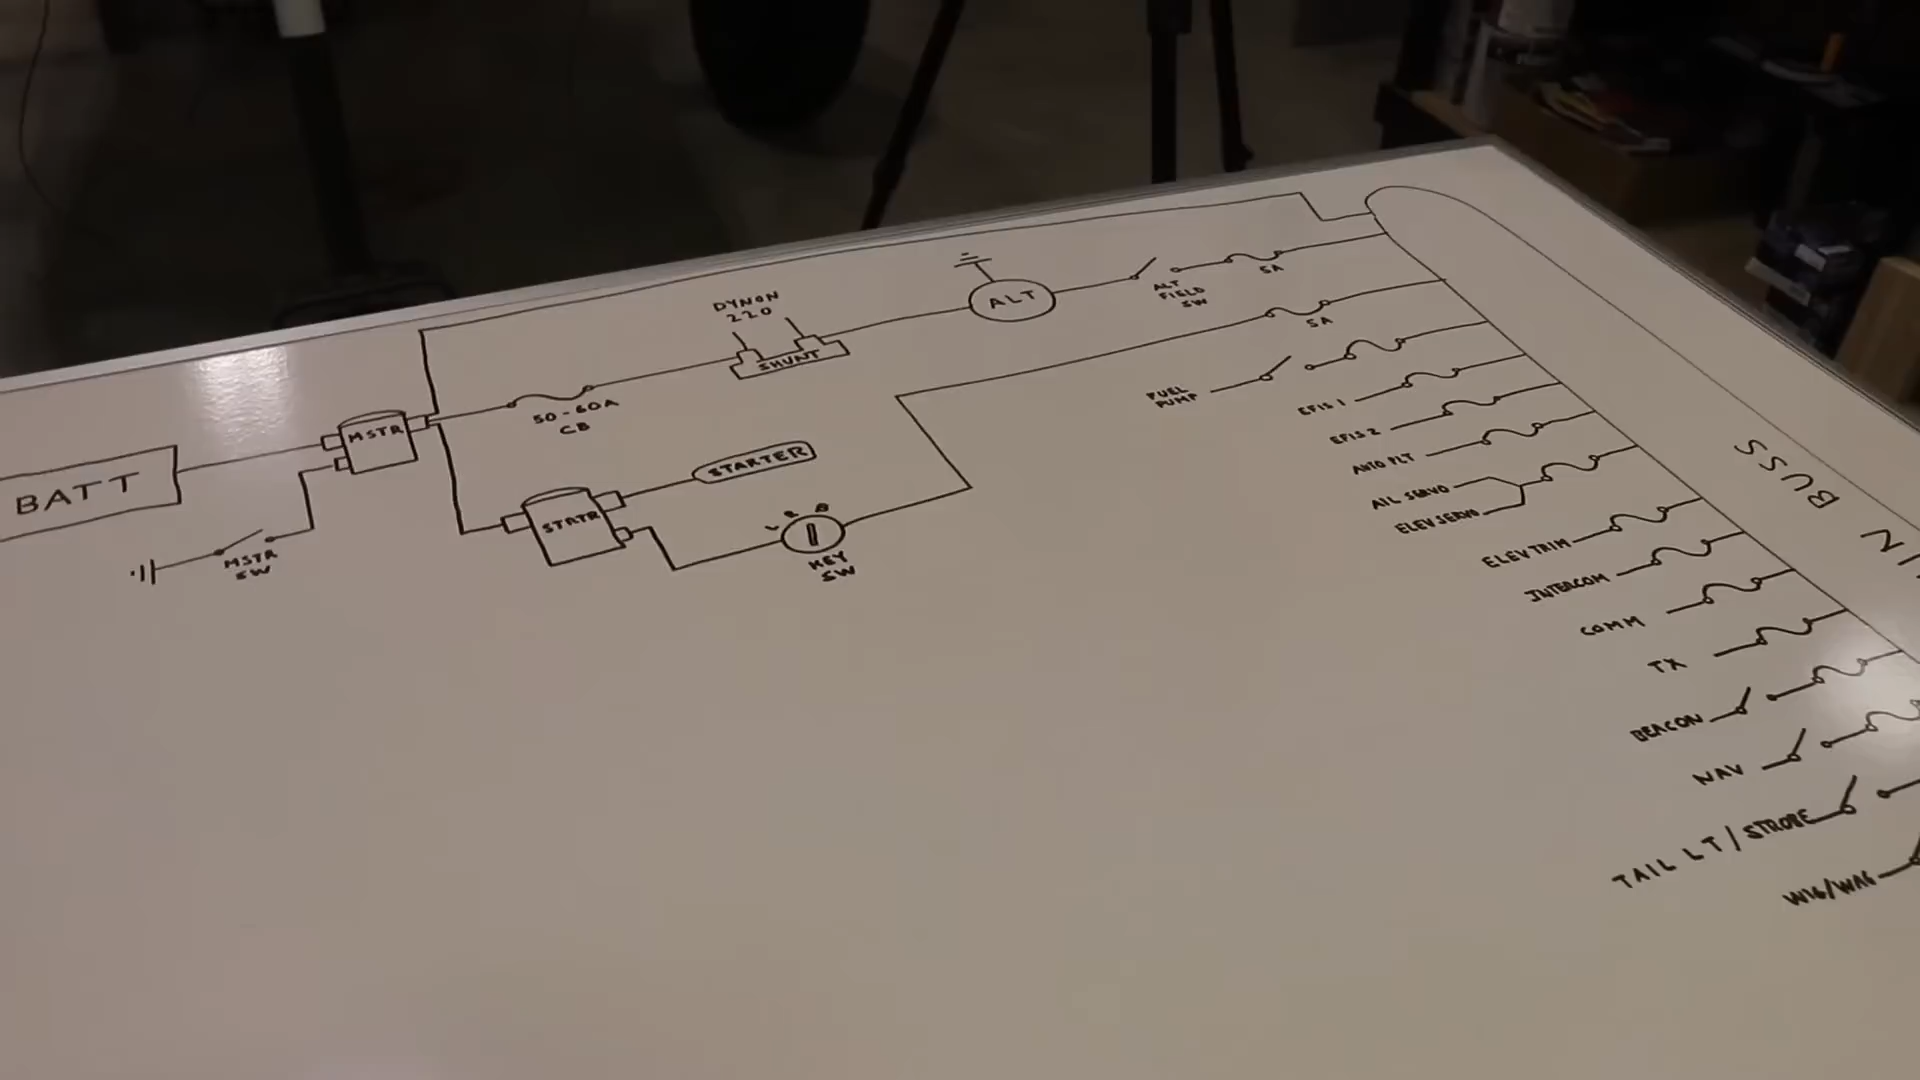 DYNON
220
SHUNT
ALT
ALT
FIELD
SW
5A
5A
50-60A
CB
MSTR
BATT
MSTR
SW
STARTER
STRTR
L R B
KEY
SW
FUEL
PUMP
EFIS 1
EFIS 2
AUTO PLT
AIL SERVO
ELEV SERVO
ELEV TRIM
INTERCOM
COMM
TX
BEACON
NAV
TAIL LT / STROBE
WIG/WAG
BUSS